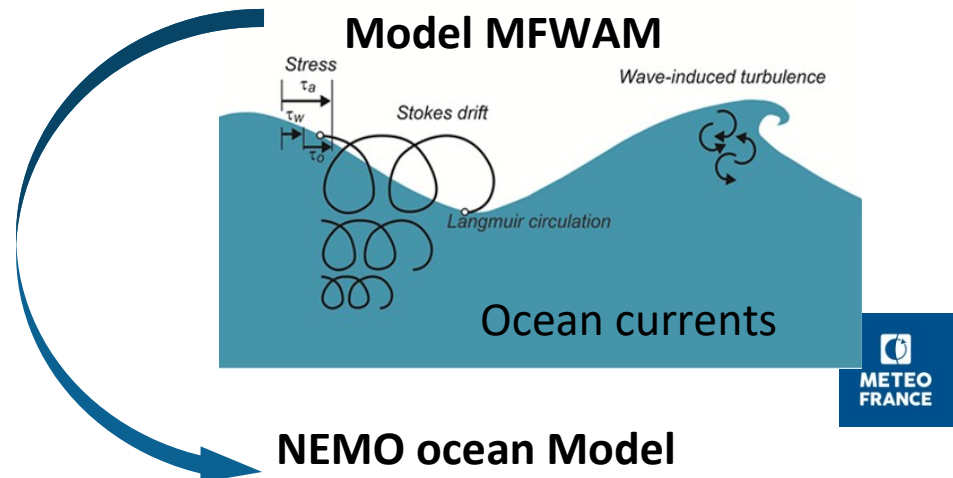 Model MFWAM
Stress
τa
τw
τo
Stokes drift
Wave-induced turbulence
Langmuir circulation
Ocean currents
METEO
FRANCE
NEMO ocean Model